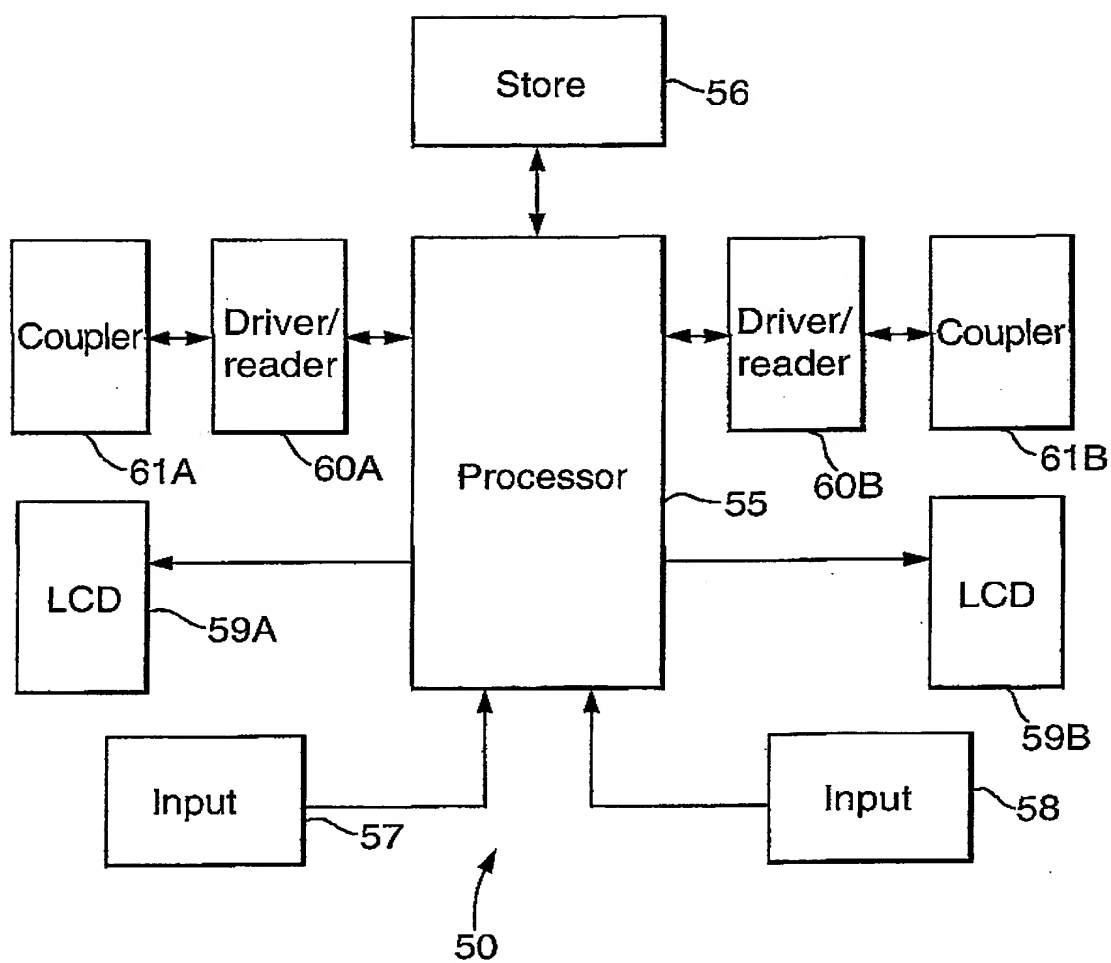 Store
56
Coupler
Driver/
reader
Driver/
reader
Coupler
61A
60A
Processor
60B
61B
55
LCD
59A
LCD
59B
Input
57
Input
58
50